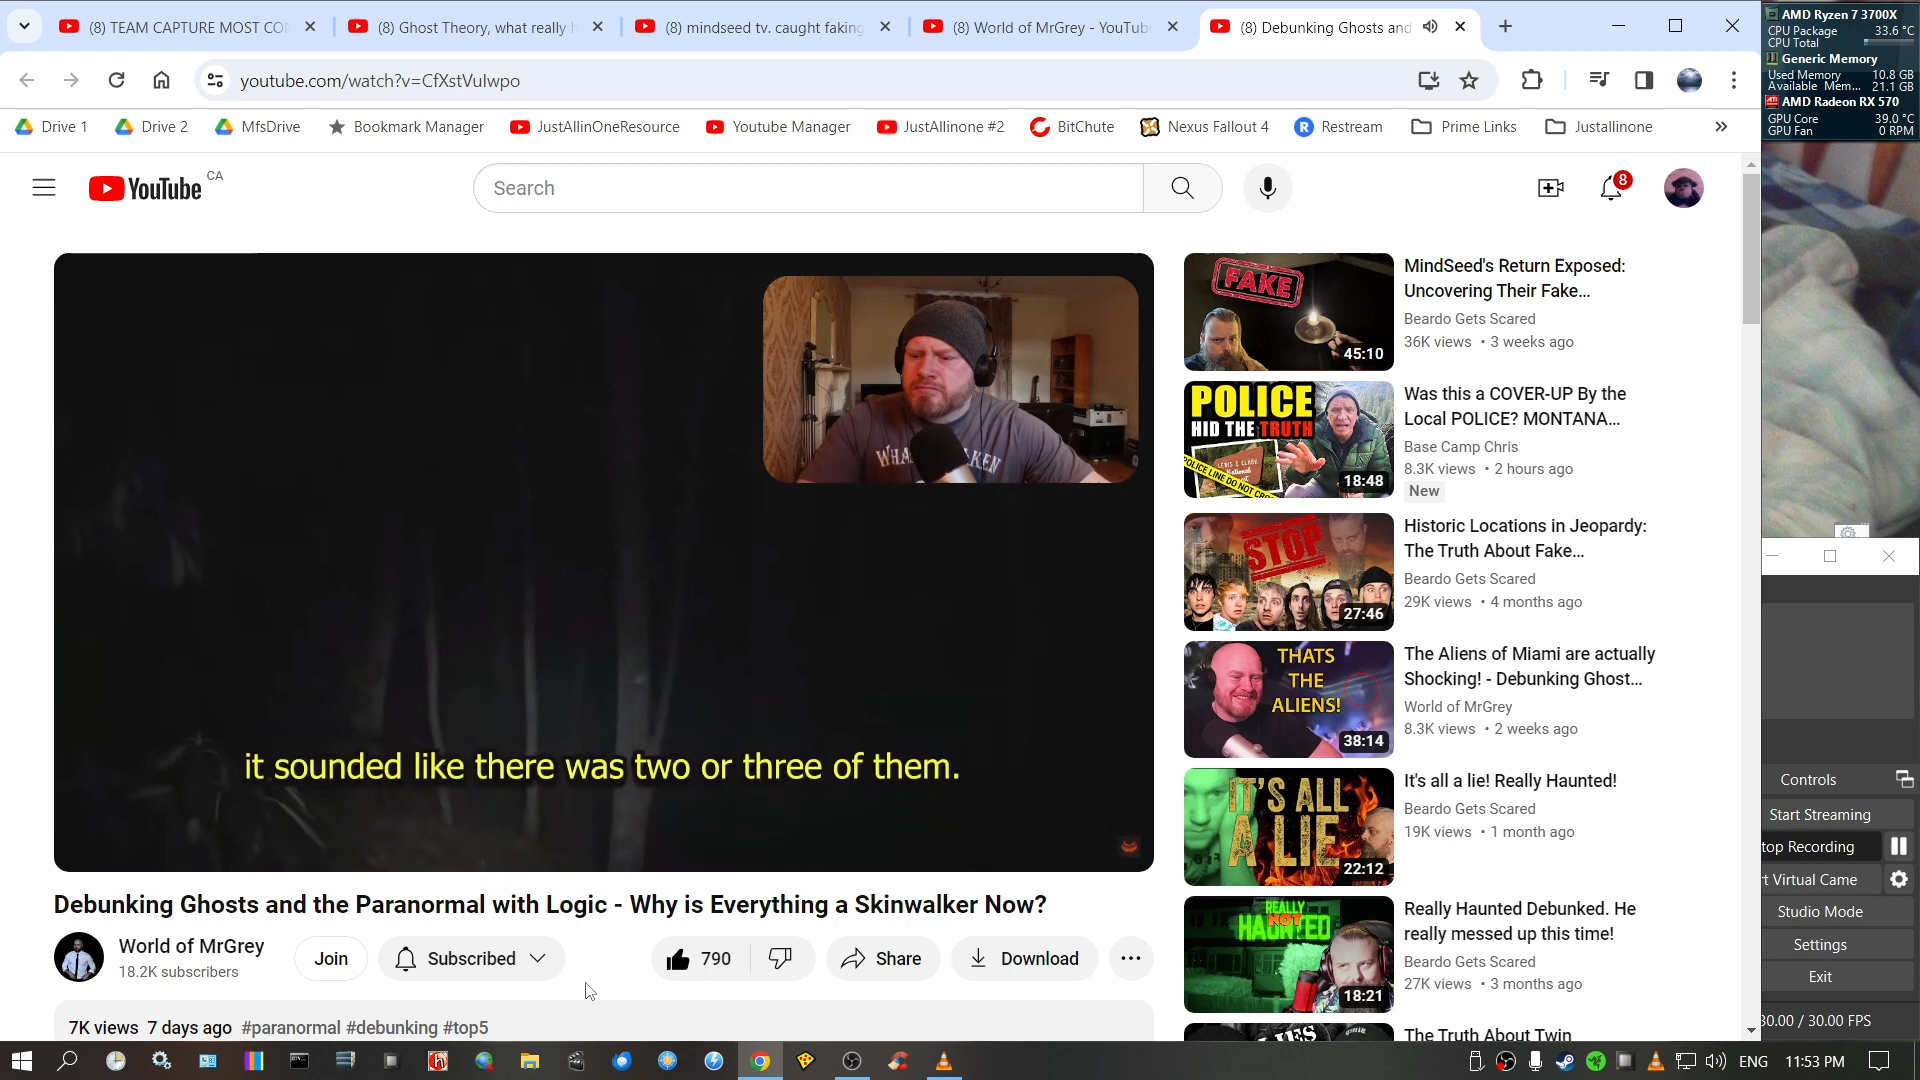 (8) TEAM CAPTURE MOST CO
(8) Ghost Theory, what really h
(8) mindseed tv. caught faking
(8) World of MrGrey - YouTube
(8) Debunking Ghosts and
youtube.com/watch?v=CfXstVulwpo
Drive 1
Drive 2
MfsDrive
Bookmark Manager
JustAllinOneResource
Youtube Manager
JustAllinone #2
BitChute
Nexus Fallout 4
Restream
Prime Links
Justallinone
AMD Ryzen 7 3700X
CPU Package 33.6 °C
CPU Total
Generic Memory
Used Memory 10.8 GB
Available Mem... 21.1 GB
AMD Radeon RX 570
GPU Core 39.0 °C
GPU Fan 0 RPM
YouTube CA
Search
8
it sounded like there was two or three of them.
Debunking Ghosts and the Paranormal with Logic - Why is Everything a Skinwalker Now?
World of MrGrey
18.2K subscribers
Join
Subscribed
790
Share
Download
7K views 7 days ago #paranormal #debunking #top5
FAKE
45:10
MindSeed's Return Exposed:
Uncovering Their Fake...
Beardo Gets Scared
36K views • 3 weeks ago
POLICE
HID THE TRUTH
LEWIS & CLARK
National
POLICE LINE DO NOT CRO
18:48
Was this a COVER-UP By the
Local POLICE? MONTANA...
Base Camp Chris
8.3K views • 2 hours ago
New
STOP
27:46
Historic Locations in Jeopardy:
The Truth About Fake...
Beardo Gets Scared
29K views • 4 months ago
THATS
THE
ALIENS!
38:14
The Aliens of Miami are actually
Shocking! - Debunking Ghost...
World of MrGrey
8.3K views • 2 weeks ago
IT'S ALL
A LIE
22:12
It's all a lie! Really Haunted!
Beardo Gets Scared
19K views • 1 month ago
REALLY
NOT
HAUNTED
18:21
Really Haunted Debunked. He
really messed up this time!
Beardo Gets Scared
27K views • 3 months ago
LIES
The Truth About Twin
Controls
Start Streaming
top Recording
rt Virtual Came
Studio Mode
Settings
Exit
30.00 / 30.00 FPS
ENG
11:53 PM